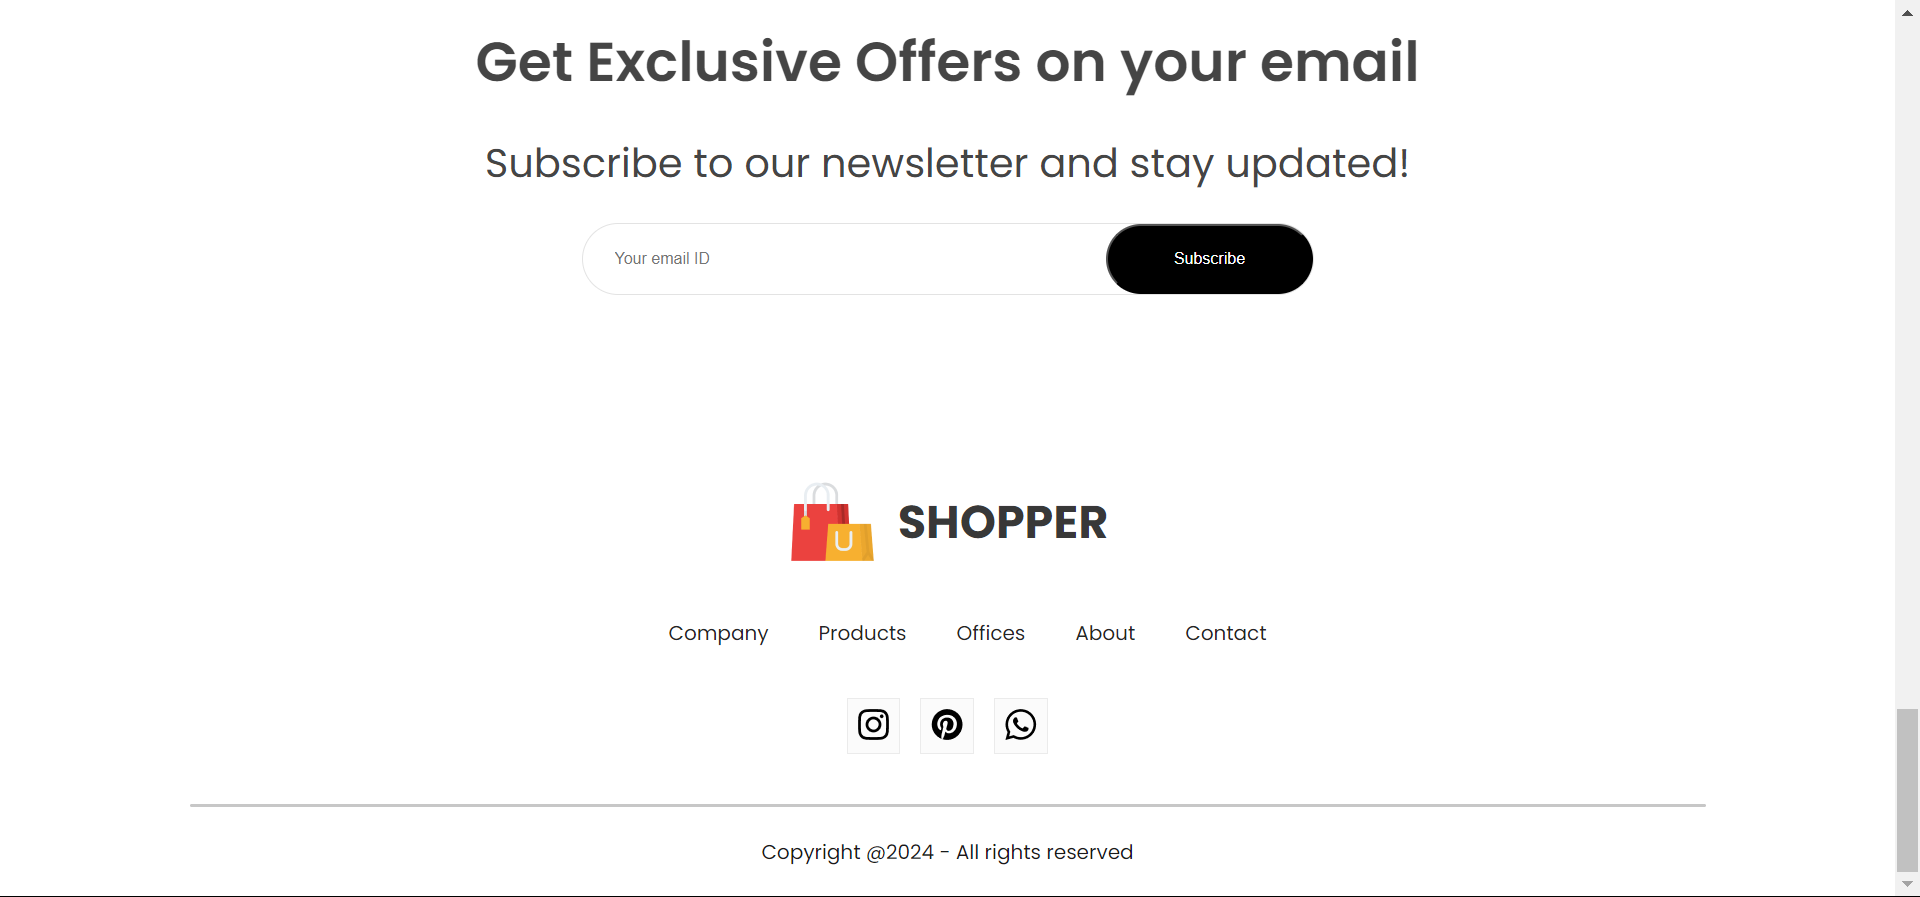 Get Exclusive Offers on your email
Subscribe to our newsletter and stay updated!
Your email ID
Subscribe
SHOPPER
Company Products Offices About Contact
Copyright @2024 - All rights reserved